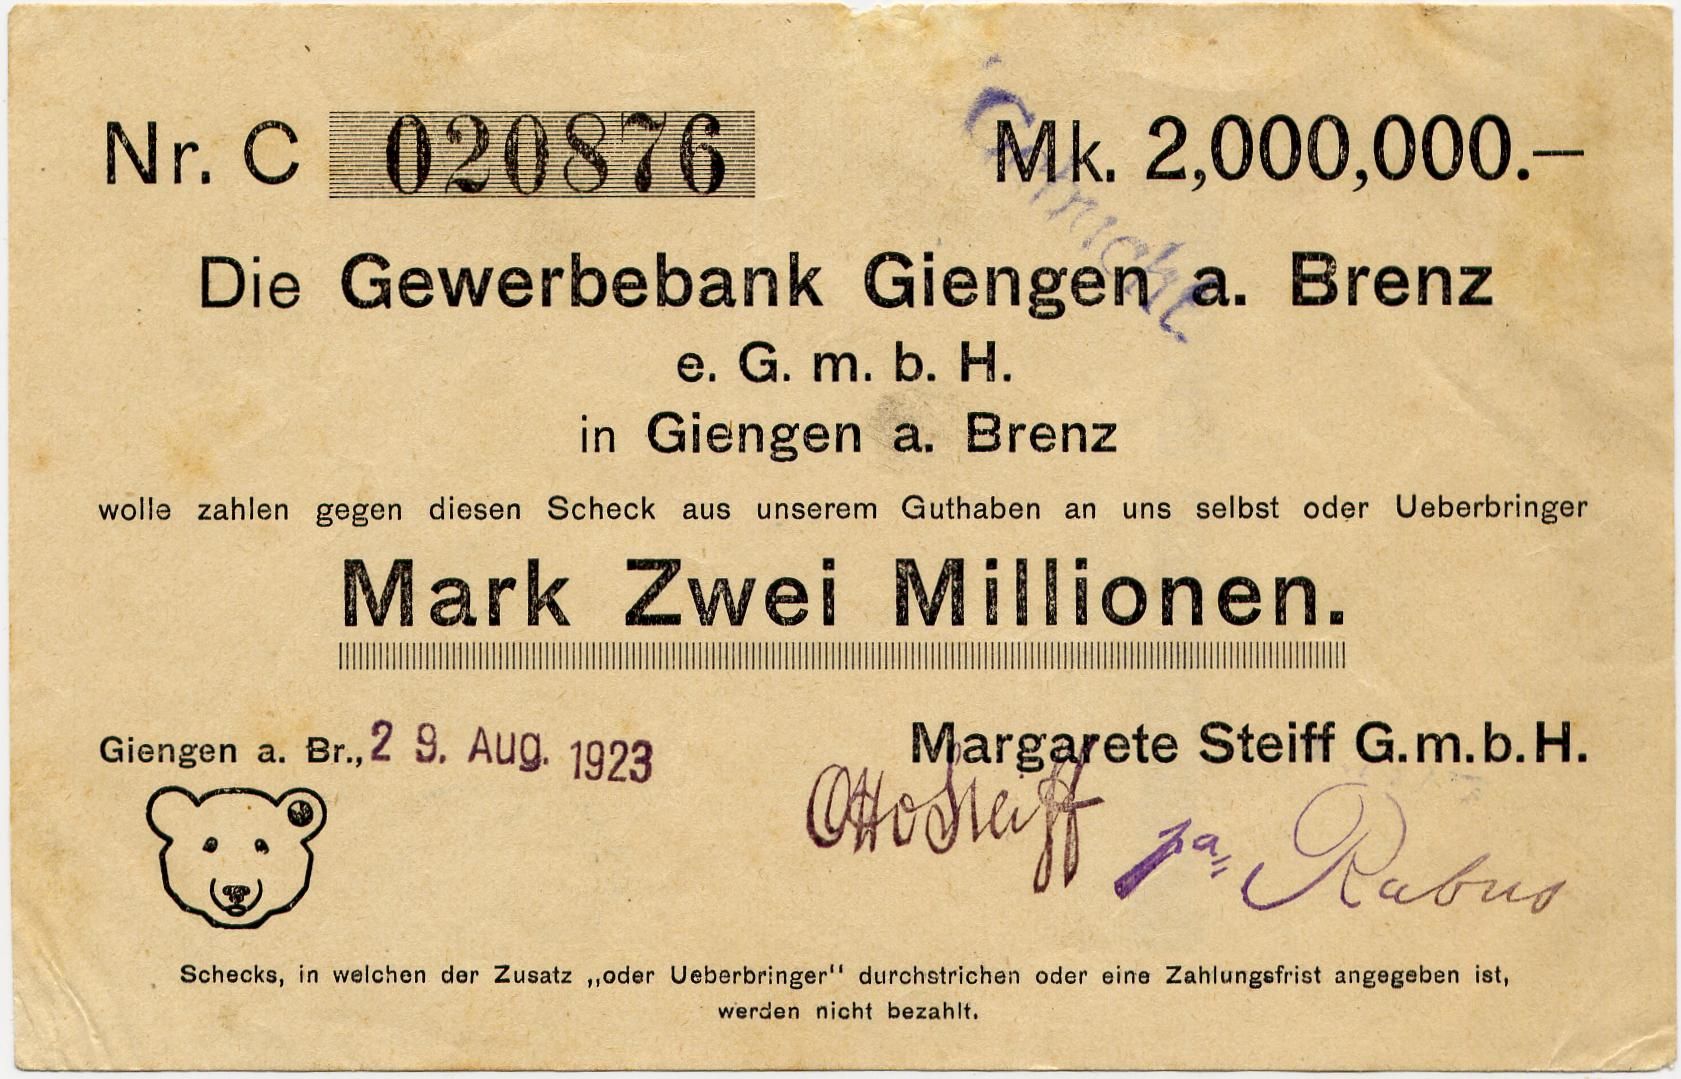 Nr. C 020876 Mk. 2,000,000.—
Die Gewerbebank Giengen a. Brenz
e. G. m. b. H.
in Giengen a. Brenz
wolle zahlen gegen diesen Scheck aus unserem Guthaben an uns selbst oder Ueberbringer
Mark Zwei Millionen.
Giengen a. Br., 29. Aug. 1923
Margarete Steiff G.m.b.H.
Otto Steiff ppa. Rabus
Schecks, in welchen der Zusatz „oder Ueberbringer" durchstrichen oder eine Zahlungsfrist angegeben ist,
werden nicht bezahlt.